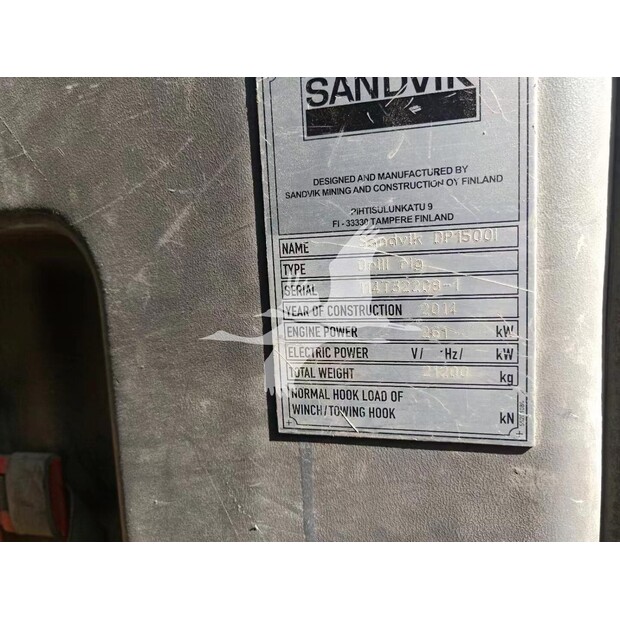 SANDVIK
DESIGNED AND MANUFACTURED BY
SANDVIK MINING AND CONSTRUCTION OY FINLAND
PIHTISULUNKATU 9
FI - 33330 TAMPERE FINLAND
NAME Sandvik DP1500I
TYPE Drill Rig
SERIAL
YEAR OF CONSTRUCTION
ENGINE POWER 261 kW
ELECTRIC POWER V/ Hz/ kW
TOTAL WEIGHT 21200 kg
NORMAL HOOK LOAD OF
WINCH/TOWING HOOK kN